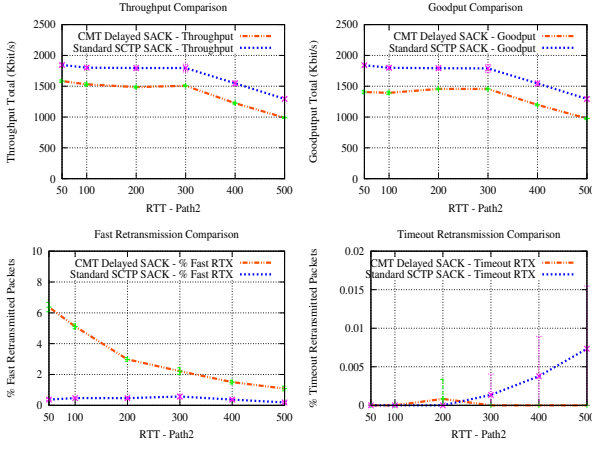 Throughput Comparison
Throughput Total (Kbit/s)
2500
2000
1500
1000
500
0
CMT Delayed SACK - Throughput
Standard SCTP SACK - Throughput
50 100 200 300 400 500
RTT - Path2
Goodput Comparison
Goodputput Total (Kbit/s)
2500
2000
1500
1000
500
0
CMT Delayed SACK - Goodput
Standard SCTP SACK - Goodput
50 100 200 300 400 500
RTT - Path2
Fast Retransmission Comparison
% Fast Retransmitted Packets
10
8
6
4
2
0
CMT Delayed SACK - % Fast RTX
Standard SCTP SACK - % Fast RTX
50 100 200 300 400 500
RTT - Path2
Timeout Retransmission Comparison
% Timeout Retransmitted Packets
0.02
0.015
0.01
0.005
0
CMT Delayed SACK - Timeout RTX
Standard SCTP SACK - Timeout RTX
50 100 200 300 400 500
RTT - Path2